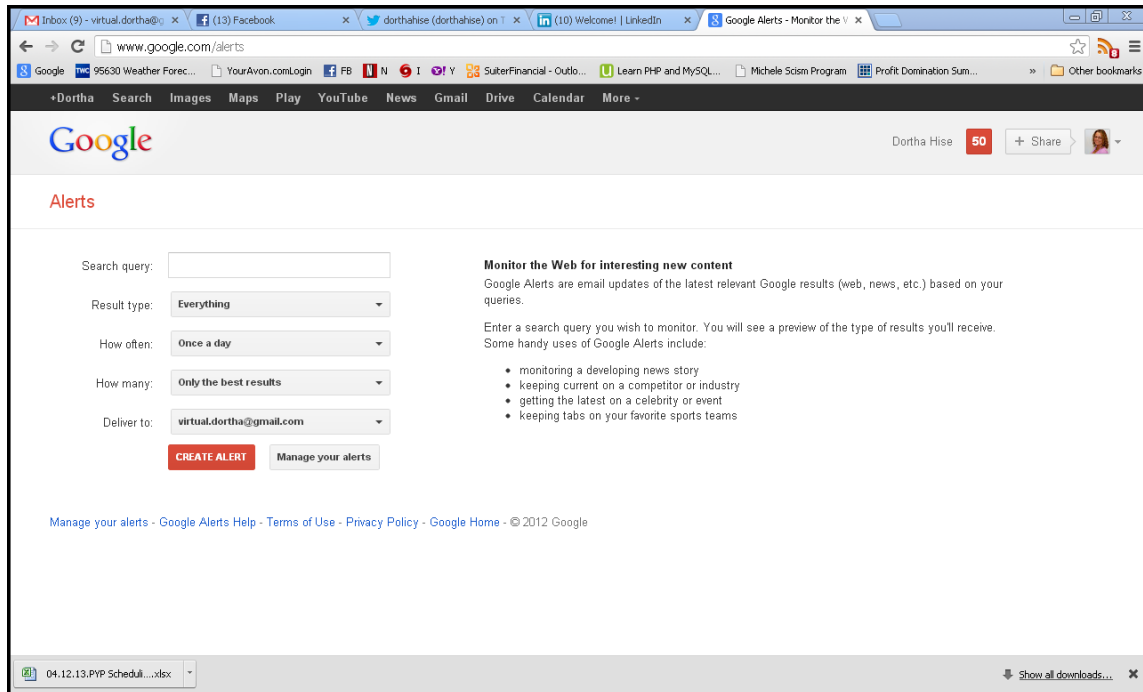 Inbox (9) - virtual.dortha@g
(13) Facebook
dorthahise (dorthahise) on T
(10) Welcome! | LinkedIn
Google Alerts - Monitor the V
www.google.com/alerts
Google
TWC
95630 Weather Forec...
YourAvon.comLogin
FB
N
I
Y
SuiterFinancial - Outlo...
Learn PHP and MySQL...
Michele Scism Program
Profit Domination Sum...
»
Other bookmarks
+Dortha Search Images Maps Play YouTube News Gmail Drive Calendar More
Google
Dortha Hise
50
+ Share
Alerts
Search query:
Result type:
Everything
How often:
Once a day
How many:
Only the best results
Deliver to:
virtual.dortha@gmail.com
CREATE ALERT
Manage your alerts
Monitor the Web for interesting new content
Google Alerts are email updates of the latest relevant Google results (web, news, etc.) based on your
queries.
Enter a search query you wish to monitor. You will see a preview of the type of results you'll receive.
Some handy uses of Google Alerts include:
• monitoring a developing news story
• keeping current on a competitor or industry
• getting the latest on a celebrity or event
• keeping tabs on your favorite sports teams
Manage your alerts - Google Alerts Help - Terms of Use - Privacy Policy - Google Home - © 2012 Google
04.12.13.PYP Scheduli....xlsx
Show all downloads...